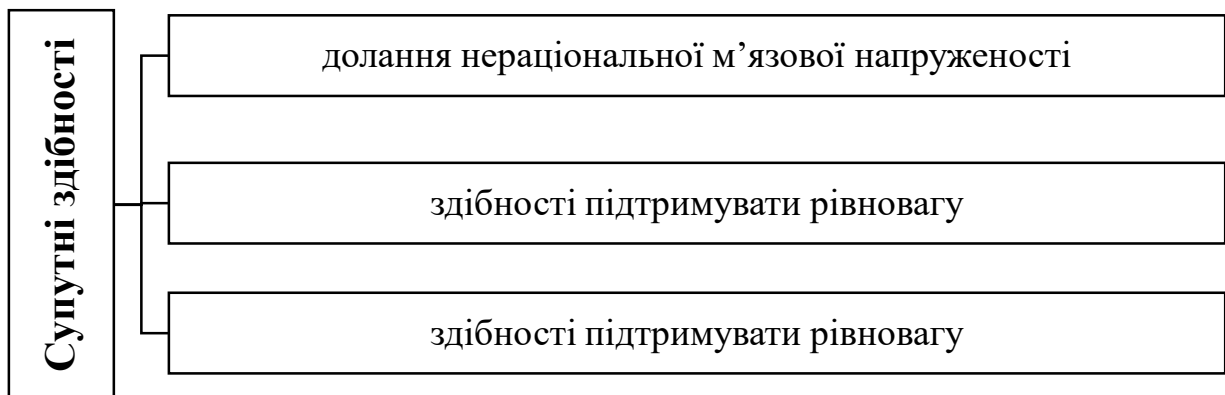 Супутні здібності
долання нераціональної м’язової напруженості
здібності підтримувати рівновагу
здібності підтримувати рівновагу